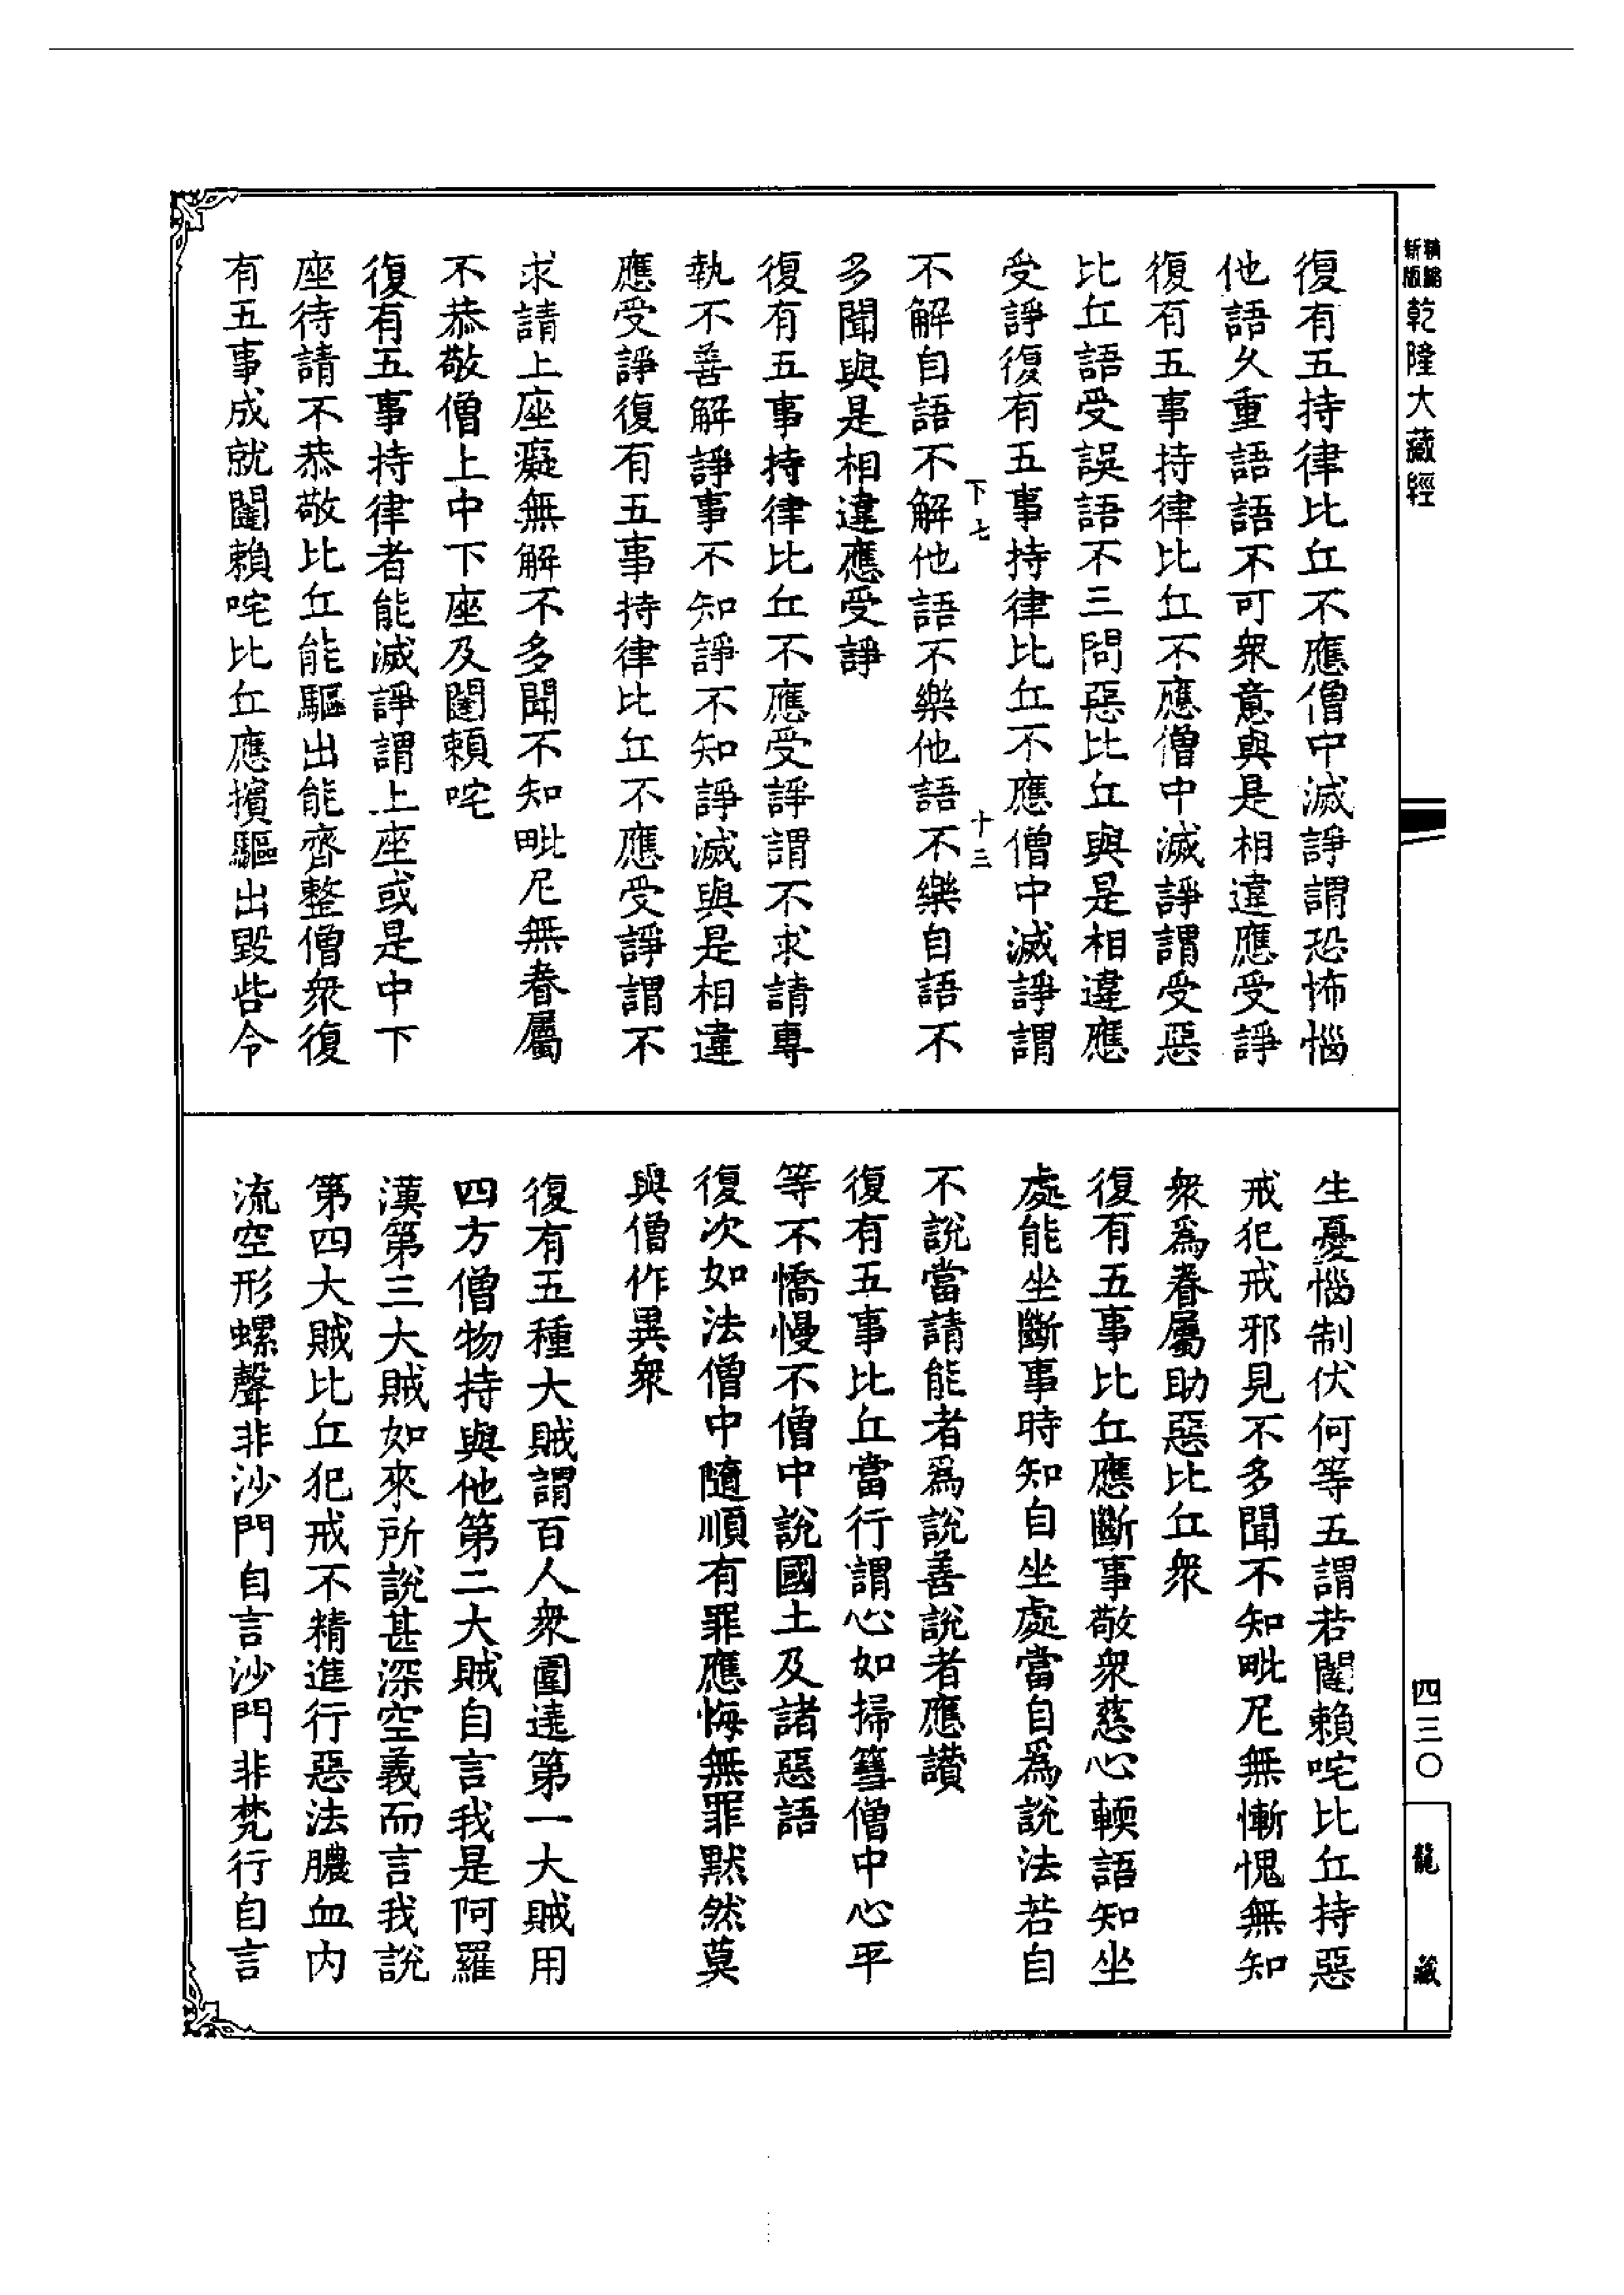 新版精縮乾隆大藏經
復有五持律比丘不應僧中滅諍謂恐怖惱
他語久重語語不可衆意與是相違應受諍
復有五事持律比丘不應僧中滅諍謂受惡
比丘語受誤語不三問惡比丘與是相違應
受諍復有五事持律比丘不應僧中滅諍謂
下七 十三
不解自語不解他語不樂他語不樂自語不
多聞與是相違應受諍
復有五事持律比丘不應受諍謂不求請專
執不善解諍事不知諍不知諍滅與是相違
應受諍復有五事持律比丘不應受諍謂不
求請上座癡無解不多聞不知毗尼無眷屬
不恭敬僧上中下座及闥賴咤
復有五事持律者能滅諍謂上座或是中下
座待請不恭敬比丘能驅出能齊整僧衆復
有五事成就闥賴咤比丘應擯驅出毀呰令
生憂惱制伏何等五謂若闥賴咤比丘持惡
戒犯戒邪見不多聞不知毗尼無慚愧無知
衆爲眷屬助惡比丘衆
復有五事比丘應斷事敬衆慈心輭語知坐
處能坐斷事時知自坐處當自爲說法若自
不說當請能者爲說善說者應讚
復有五事比丘當行謂心如掃篲僧中心平
等不憍慢不僧中說國土及諸惡語
復次如法僧中隨順有罪應悔無罪默然莫
與僧作異衆
復有五種大賊謂百人衆圍遶第一大賊用
四方僧物持與他第二大賊自言我是阿羅
漢第三大賊如來所說甚深空義而言我說
第四大賊比丘犯戒不精進行惡法膿血內
流空形螺聲非沙門自言沙門非梵行自言
四三〇
龍藏